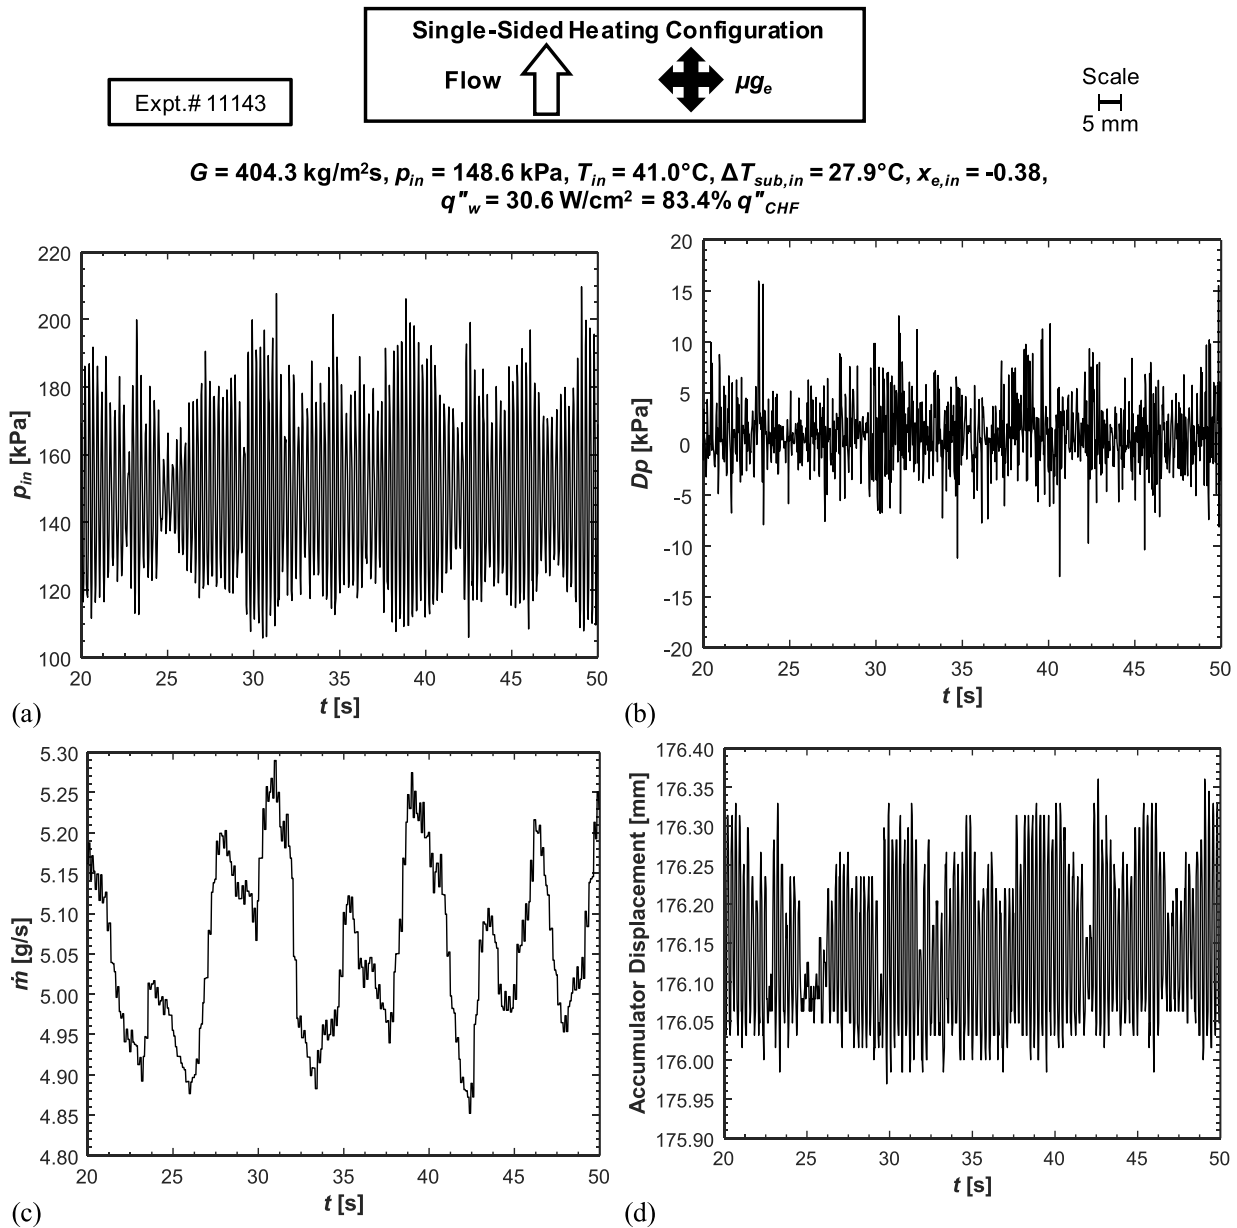 Single-Sided Heating Configuration
Flow
μgₑ
Expt.# 11143
Scale
5 mm
G = 404.3 kg/m²s, p_in = 148.6 kPa, T_in = 41.0°C, ΔT_sub,in = 27.9°C, x_e,in = -0.38,
q"_w = 30.6 W/cm² = 83.4% q"_CHF
220
200
180
160
140
120
100
p_in [kPa]
20 25 30 35 40 45 50
t [s]
(a)
20
15
10
5
0
-5
-10
-15
-20
Dp [kPa]
20 25 30 35 40 45 50
t [s]
(b)
5.30
5.25
5.20
5.15
5.10
5.05
5.00
4.95
4.90
4.85
4.80
ṁ [g/s]
20 25 30 35 40 45 50
t [s]
(c)
176.40
176.35
176.30
176.25
176.20
176.15
176.10
176.05
176.00
175.95
175.90
Accumulator Displacement [mm]
20 25 30 35 40 45 50
t [s]
(d)